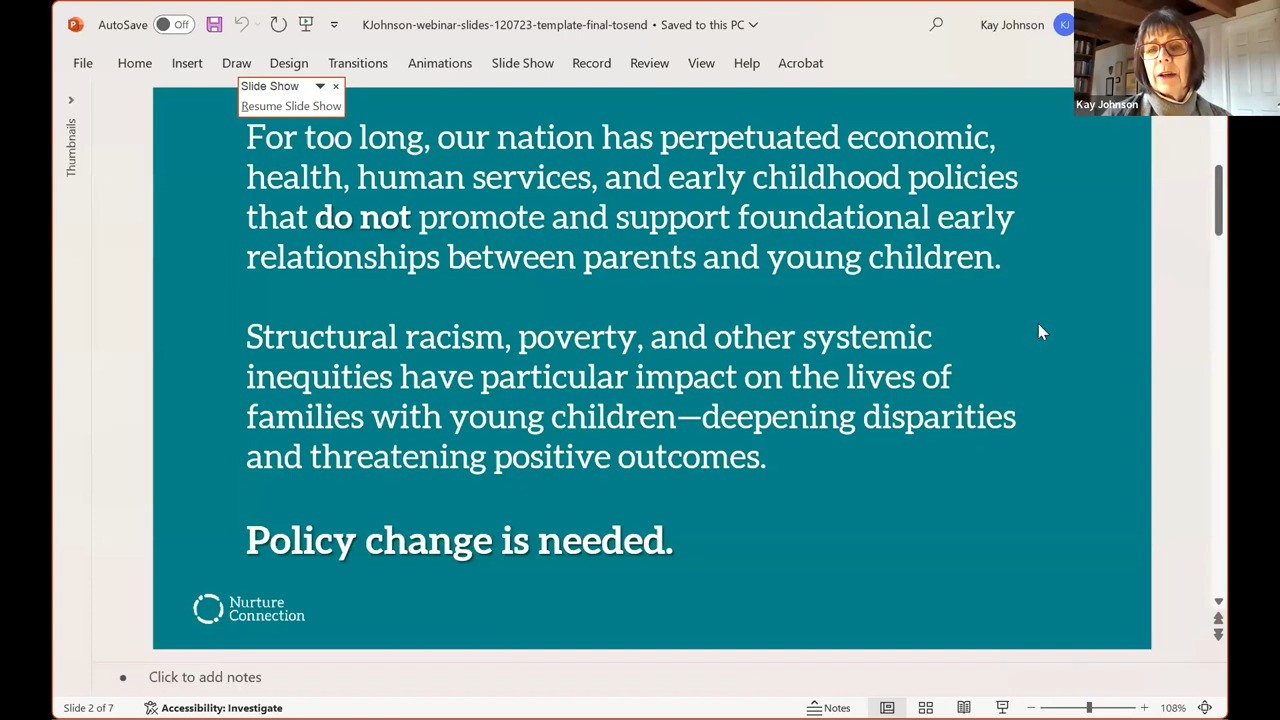 AutoSave Off
KJohnson-webinar-slides-120723-template-final-tosend • Saved to this PC
Kay Johnson KJ
File Home Insert Draw Design Transitions Animations Slide Show Record Review View Help Acrobat
Kay Johnson
Slide Show
Resume Slide Show
Thumbnails
For too long, our nation has perpetuated economic,
health, human services, and early childhood policies
that do not promote and support foundational early
relationships between parents and young children.
Structural racism, poverty, and other systemic
inequities have particular impact on the lives of
families with young children—deepening disparities
and threatening positive outcomes.
Policy change is needed.
Nurture
Connection
• Click to add notes
Slide 2 of 7 Accessibility: Investigate Notes 108%